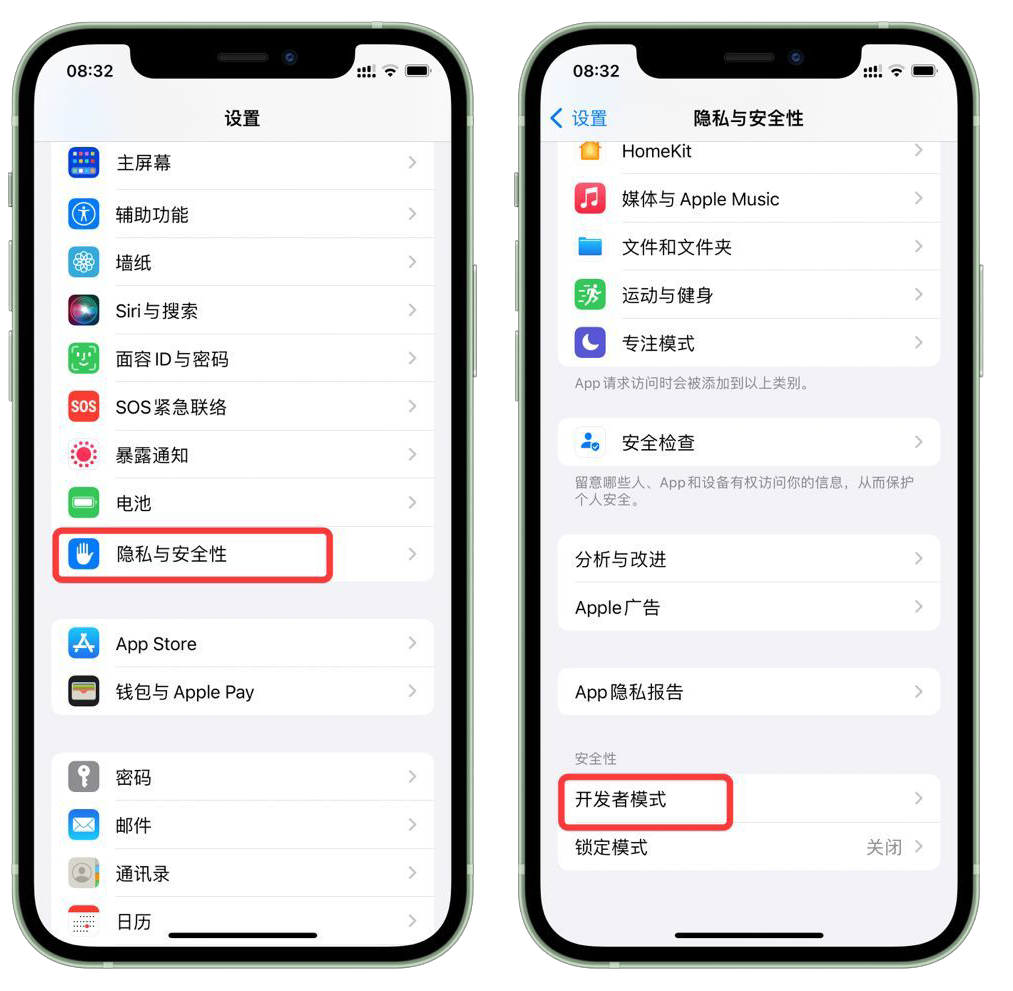 08:32
设置
主屏幕
辅助功能
墙纸
Siri与搜索
面容ID与密码
SOS
SOS紧急联络
暴露通知
电池
隐私与安全性
App Store
钱包与 Apple Pay
密码
邮件
通讯录
日历
08:32
设置
隐私与安全性
HomeKit
媒体与 Apple Music
文件和文件夹
运动与健身
专注模式
App 请求访问时会被添加到以上类别。
安全检查
留意哪些人、App和设备有权访问你的信息，从而保护
个人安全。
分析与改进
Apple广告
App 隐私报告
安全性
开发者模式
锁定模式
关闭